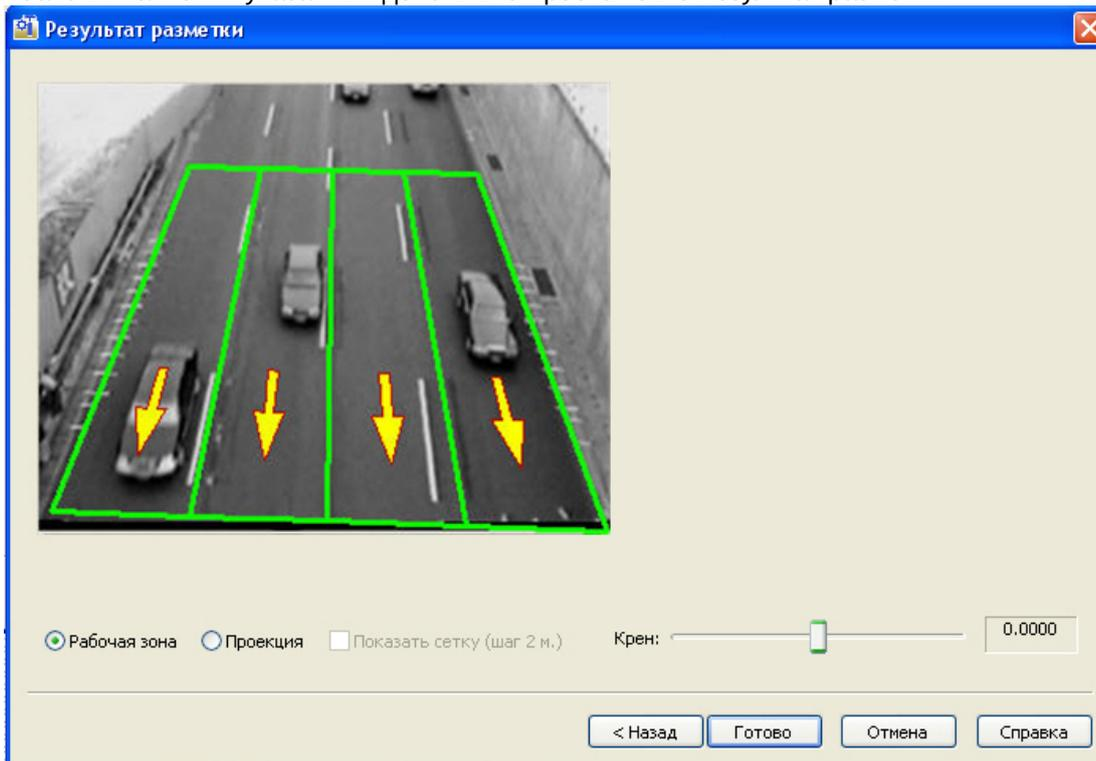 Результат разметки
Рабочая зона Проекция Показать сетку (шаг 2 м.) Крен: 0.0000
< Назад Готово Отмена Справка